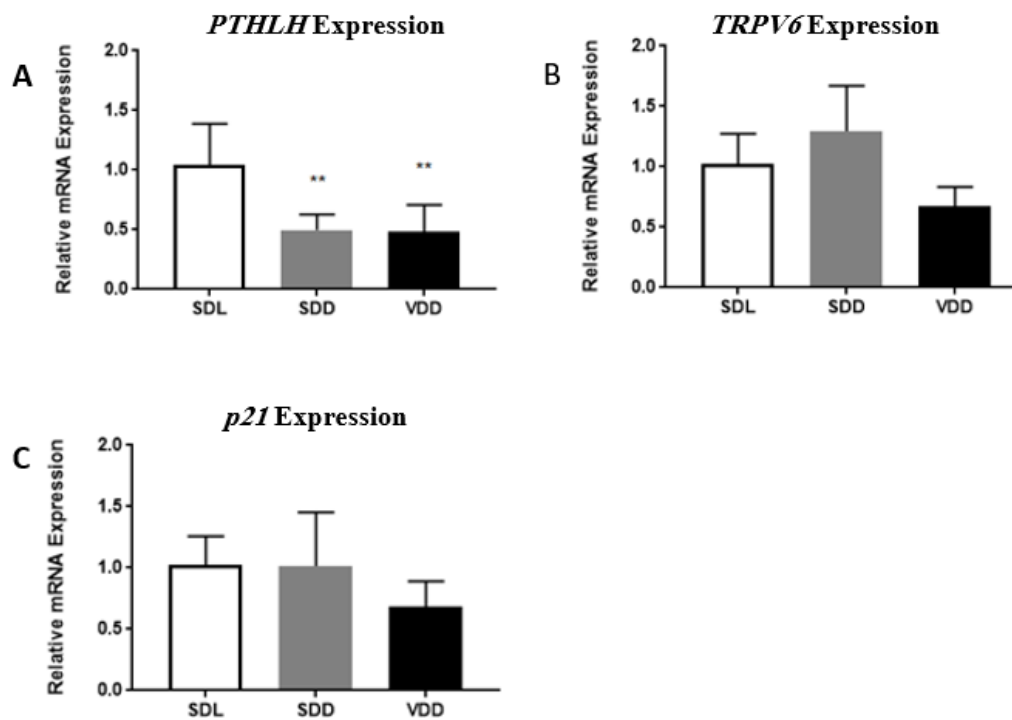 PTHLH Expression
A
Relative mRNA Expression
2.0
1.5
1.0
0.5
0.0
**
**
SDL SDD VDD
TRPV6 Expression
B
Relative mRNA Expression
2.0
1.5
1.0
0.5
0.0
SDL SDD VDD
p21 Expression
C
Relative mRNA Expression
2.0
1.5
1.0
0.5
0.0
SDL SDD VDD